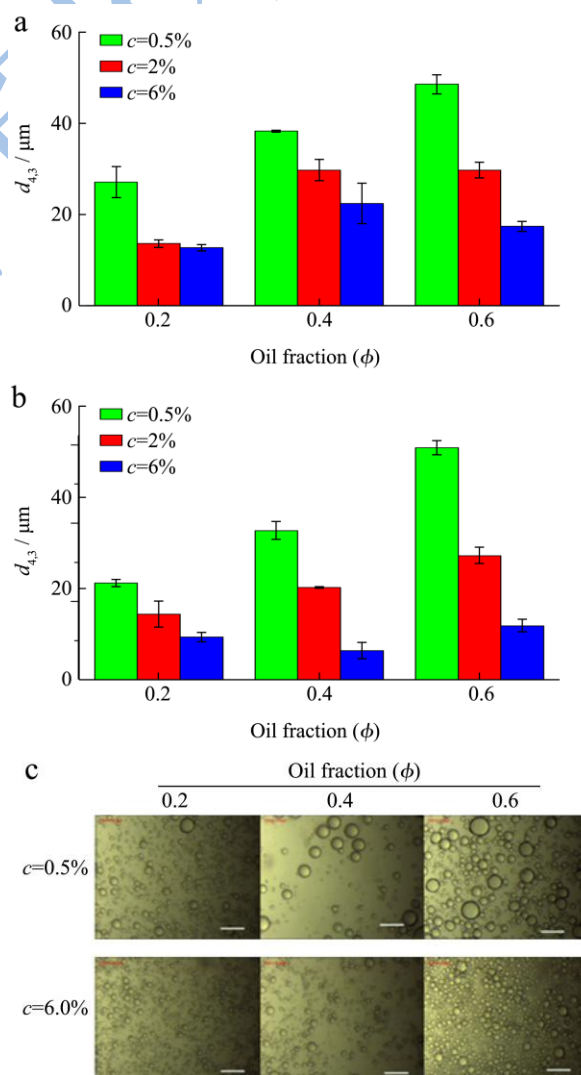 a
60
c=0.5%
c=2%
c=6%
40
d4,3 / μm
20
0
0.2 0.4 0.6
Oil fraction (ϕ)
b
60
c=0.5%
c=2%
c=6%
40
d4,3 / μm
20
0
0.2 0.4 0.6
Oil fraction (ϕ)
c
Oil fraction (ϕ)
0.2 0.4 0.6
c=0.5%
c=6.0%